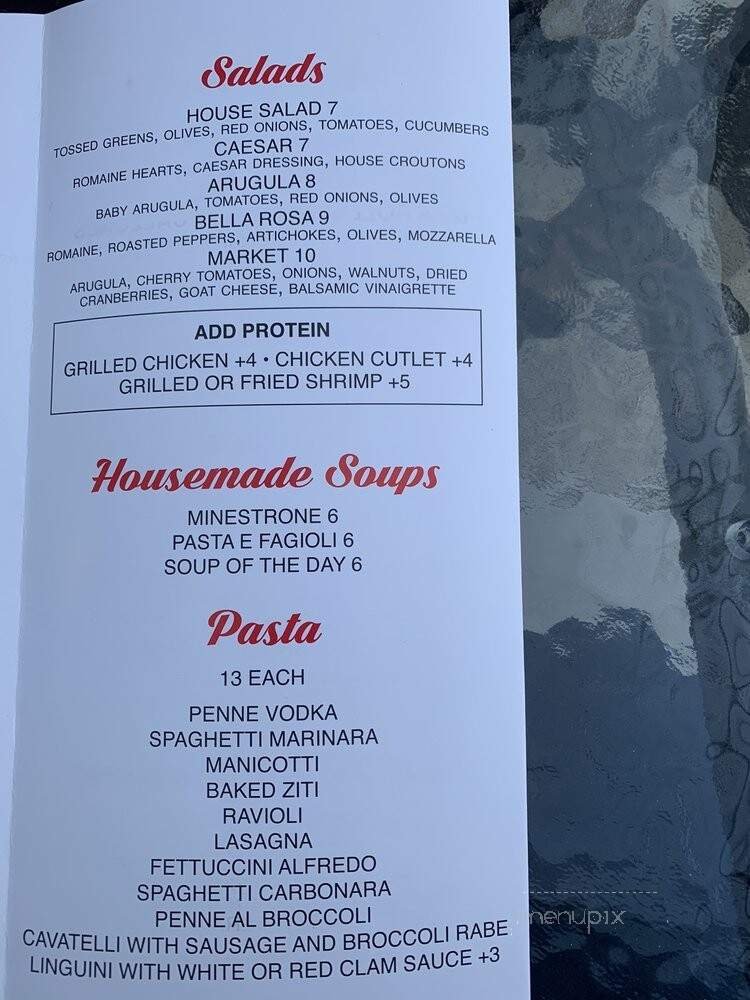 Salads
HOUSE SALAD 7
TOSSED GREENS, OLIVES, RED ONIONS, TOMATOES, CUCUMBERS
CAESAR 7
ROMAINE HEARTS, CAESAR DRESSING, HOUSE CROUTONS
ARUGULA 8
BABY ARUGULA, TOMATOES, RED ONIONS, OLIVES
BELLA ROSA 9
ROMAINE, ROASTED PEPPERS, ARTICHOKES, OLIVES, MOZZARELLA
MARKET 10
ARUGULA, CHERRY TOMATOES, ONIONS, WALNUTS, DRIED
CRANBERRIES, GOAT CHEESE, BALSAMIC VINAIGRETTE
ADD PROTEIN
GRILLED CHICKEN +4 • CHICKEN CUTLET +4
GRILLED OR FRIED SHRIMP +5
Housemade Soups
MINESTRONE 6
PASTA E FAGIOLI 6
SOUP OF THE DAY 6
Pasta
13 EACH
PENNE VODKA
SPAGHETTI MARINARA
MANICOTTI
BAKED ZITI
RAVIOLI
LASAGNA
FETTUCCINI ALFREDO
SPAGHETTI CARBONARA
PENNE AL BROCCOLI
CAVATELLI WITH SAUSAGE AND BROCCOLI RABE
LINGUINI WITH WHITE OR RED CLAM SAUCE +3
menupix